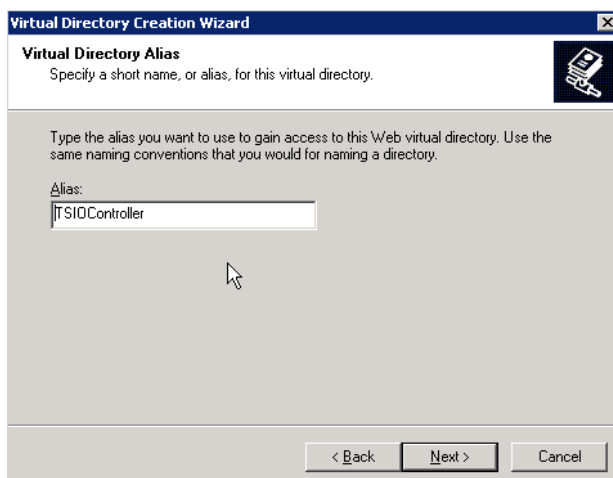 Virtual Directory Creation Wizard
Virtual Directory Alias
Specify a short name, or alias, for this virtual directory.
Type the alias you want to use to gain access to this Web virtual directory. Use the
same naming conventions that you would for naming a directory.
Alias:
TSIOController
< Back Next > Cancel